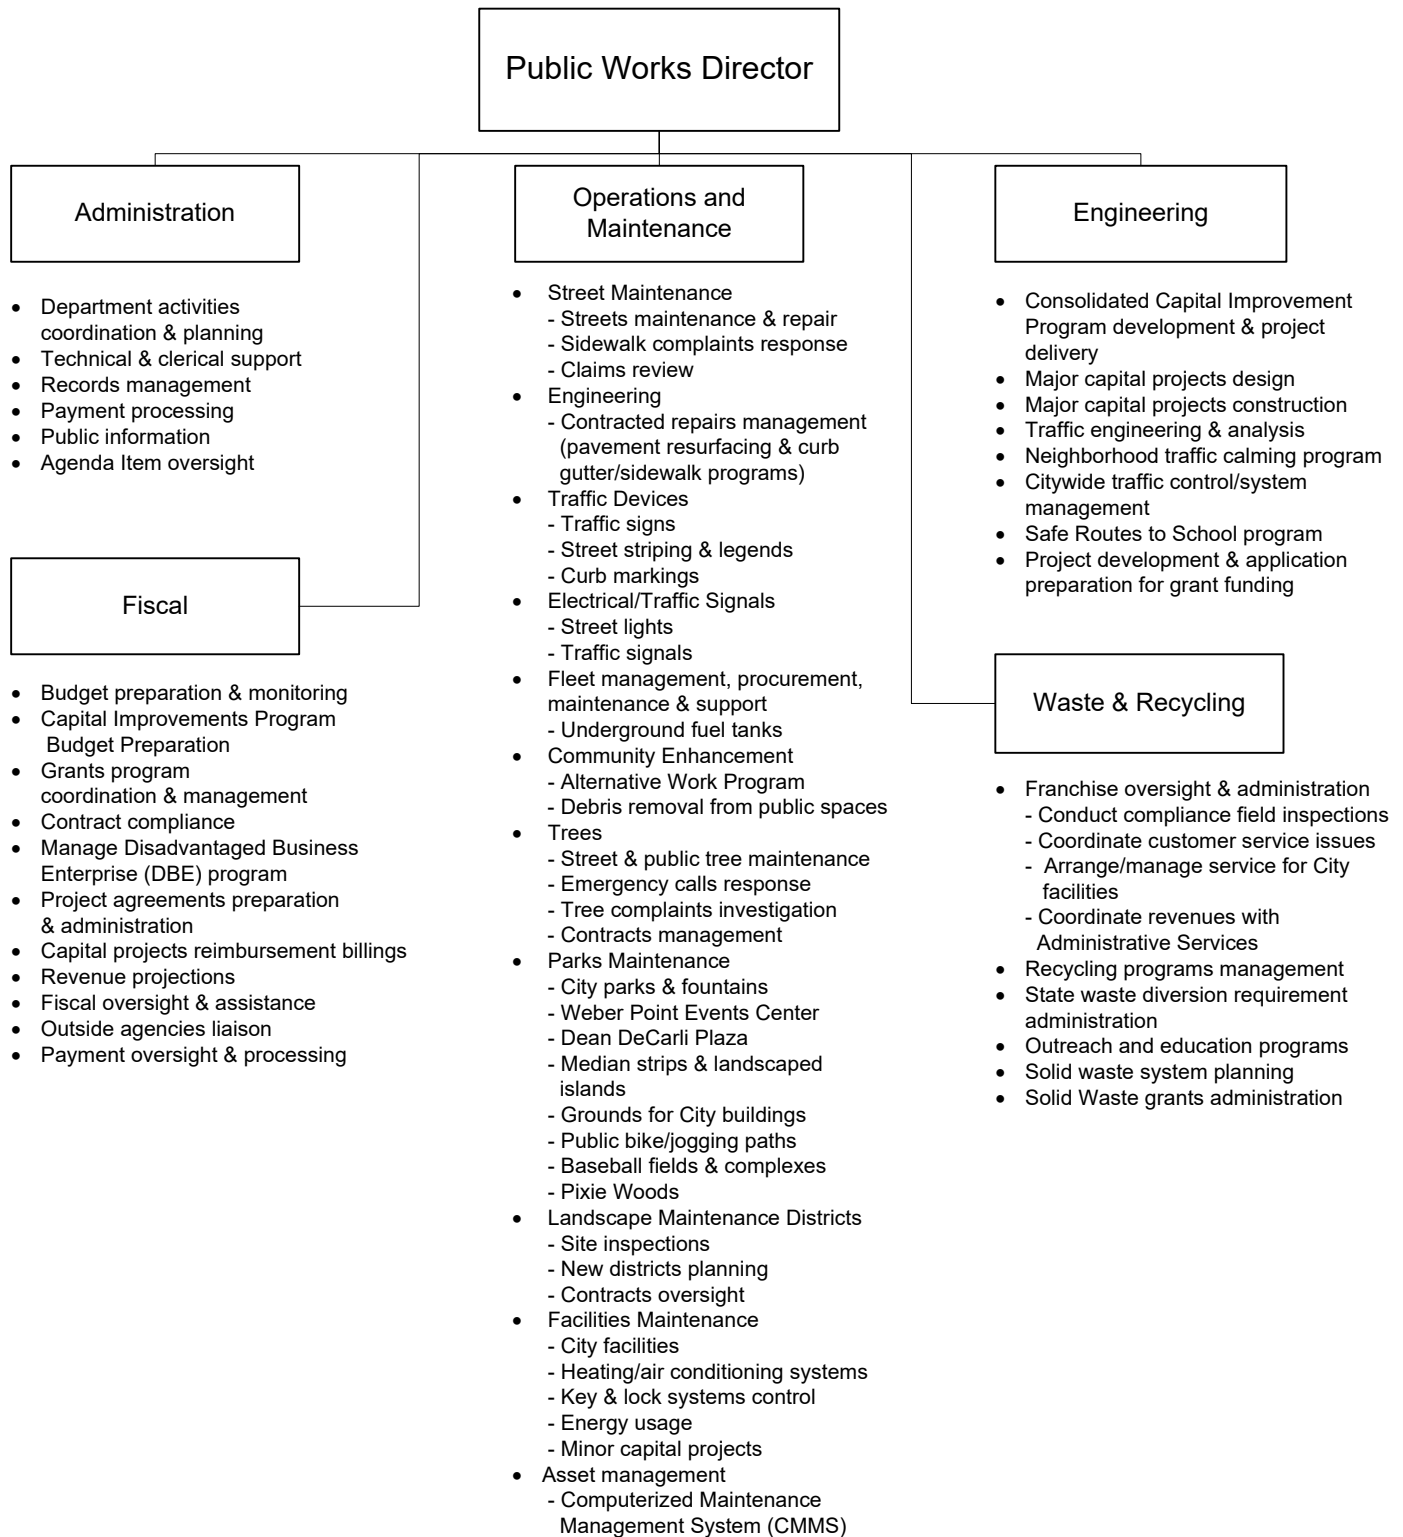 Public Works Director
Administration
• Department activities
coordination & planning
• Technical & clerical support
• Records management
• Payment processing
• Public information
• Agenda Item oversight
Fiscal
• Budget preparation & monitoring
• Capital Improvements Program
Budget Preparation
• Grants program
coordination & management
• Contract compliance
• Manage Disadvantaged Business
Enterprise (DBE) program
• Project agreements preparation
& administration
• Capital projects reimbursement billings
• Revenue projections
• Fiscal oversight & assistance
• Outside agencies liaison
• Payment oversight & processing
Operations and
Maintenance
• Street Maintenance
- Streets maintenance & repair
- Sidewalk complaints response
- Claims review
• Engineering
- Contracted repairs management
(pavement resurfacing & curb
gutter/sidewalk programs)
• Traffic Devices
- Traffic signs
- Street striping & legends
- Curb markings
• Electrical/Traffic Signals
- Street lights
- Traffic signals
• Fleet management, procurement,
maintenance & support
- Underground fuel tanks
• Community Enhancement
- Alternative Work Program
- Debris removal from public spaces
• Trees
- Street & public tree maintenance
- Emergency calls response
- Tree complaints investigation
- Contracts management
• Parks Maintenance
- City parks & fountains
- Weber Point Events Center
- Dean DeCarli Plaza
- Median strips & landscaped
islands
- Grounds for City buildings
- Public bike/jogging paths
- Baseball fields & complexes
- Pixie Woods
• Landscape Maintenance Districts
- Site inspections
- New districts planning
- Contracts oversight
• Facilities Maintenance
- City facilities
- Heating/air conditioning systems
- Key & lock systems control
- Energy usage
- Minor capital projects
• Asset management
- Computerized Maintenance
Management System (CMMS)
Engineering
• Consolidated Capital Improvement
Program development & project
delivery
• Major capital projects design
• Major capital projects construction
• Traffic engineering & analysis
• Neighborhood traffic calming program
• Citywide traffic control/system
management
• Safe Routes to School program
• Project development & application
preparation for grant funding
Waste & Recycling
• Franchise oversight & administration
- Conduct compliance field inspections
- Coordinate customer service issues
- Arrange/manage service for City
facilities
- Coordinate revenues with
Administrative Services
• Recycling programs management
• State waste diversion requirement
administration
• Outreach and education programs
• Solid waste system planning
• Solid Waste grants administration